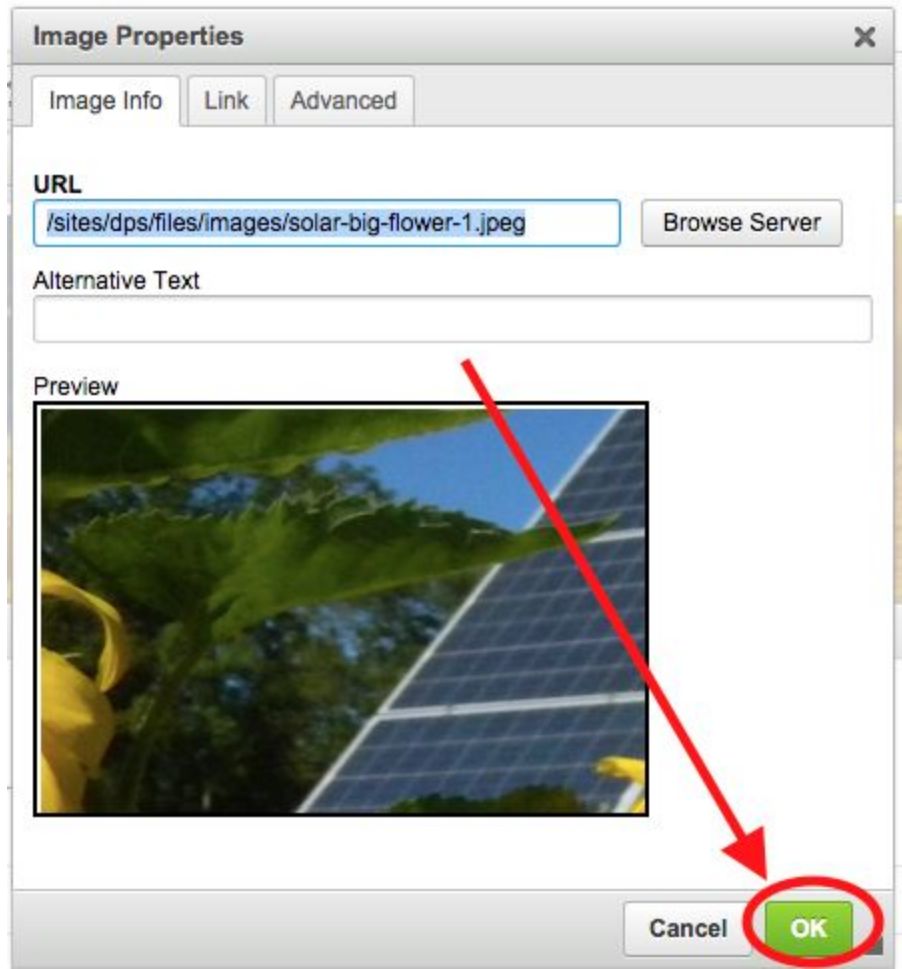 Image Properties
Image Info Link Advanced
URL
/sites/dps/files/images/solar-big-flower-1.jpeg Browse Server
Alternative Text
Preview
Cancel OK